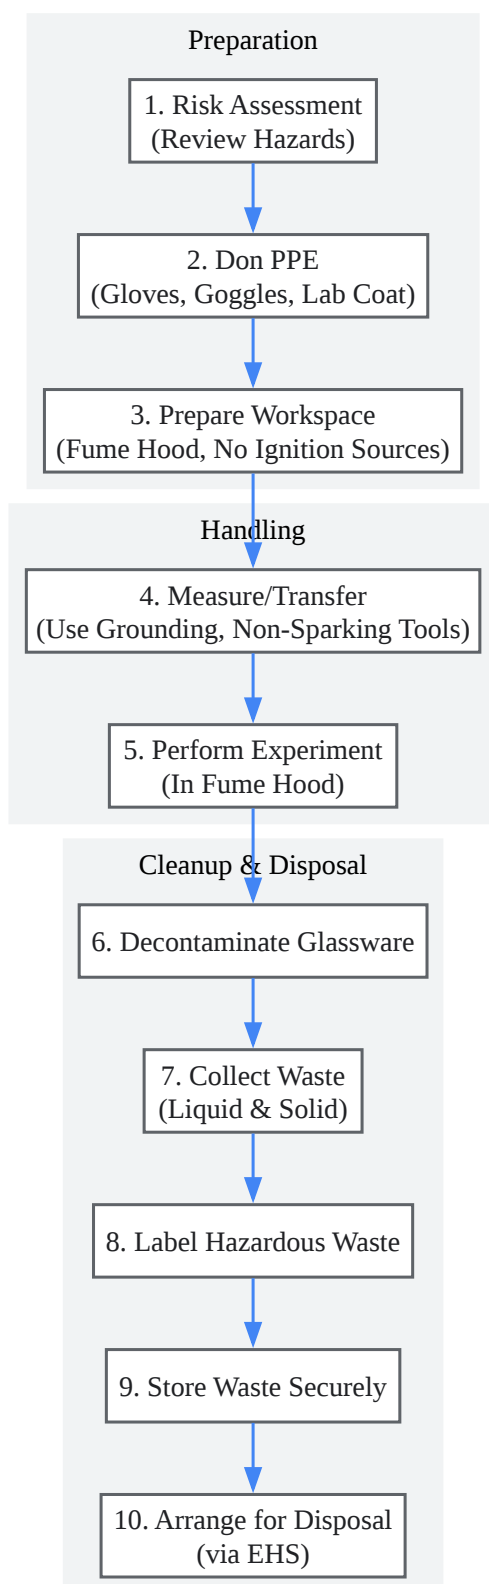 Preparation
1. Risk Assessment
(Review Hazards)
2. Don PPE
(Gloves, Goggles, Lab Coat)
3. Prepare Workspace
(Fume Hood, No Ignition Sources)
Handling
4. Measure/Transfer
(Use Grounding, Non-Sparking Tools)
5. Perform Experiment
(In Fume Hood)
Cleanup & Disposal
6. Decontaminate Glassware
7. Collect Waste
(Liquid & Solid)
8. Label Hazardous Waste
9. Store Waste Securely
10. Arrange for Disposal
(via EHS)